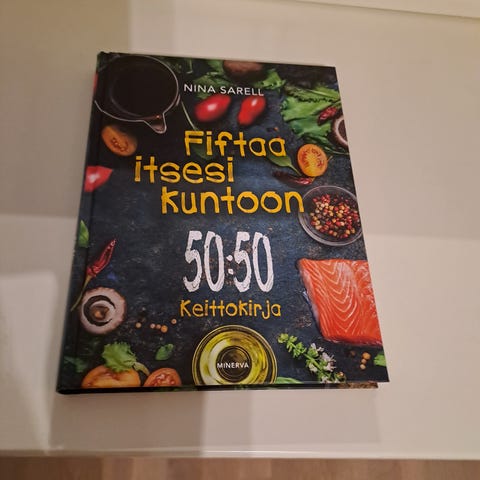 NINA SARELL
Fiftaa
itsesi
kuntoon
50:50
Keittokirja
MINERVA